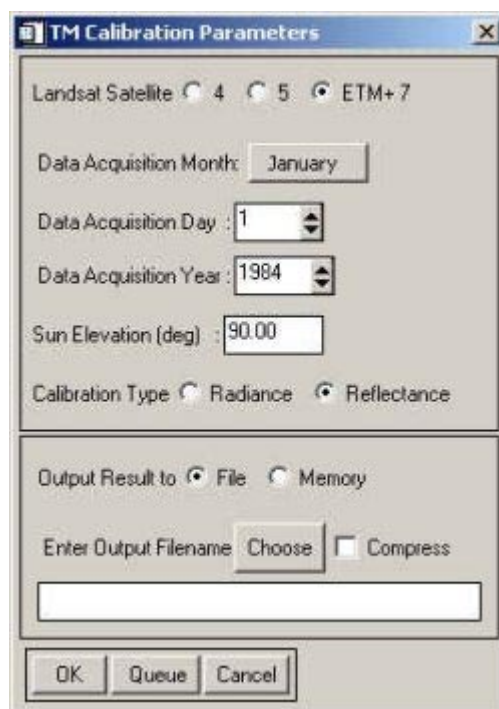 TM Calibration Parameters
Landsat Satellite 4 5 ETM+ 7
Data Acquisition Month: January
Data Acquisition Day : 1
Data Acquisition Year : 1984
Sun Elevation (deg) : 90.00
Calibration Type Radiance Reflectance
Output Result to File Memory
Enter Output Filename Choose Compress
OK Queue Cancel